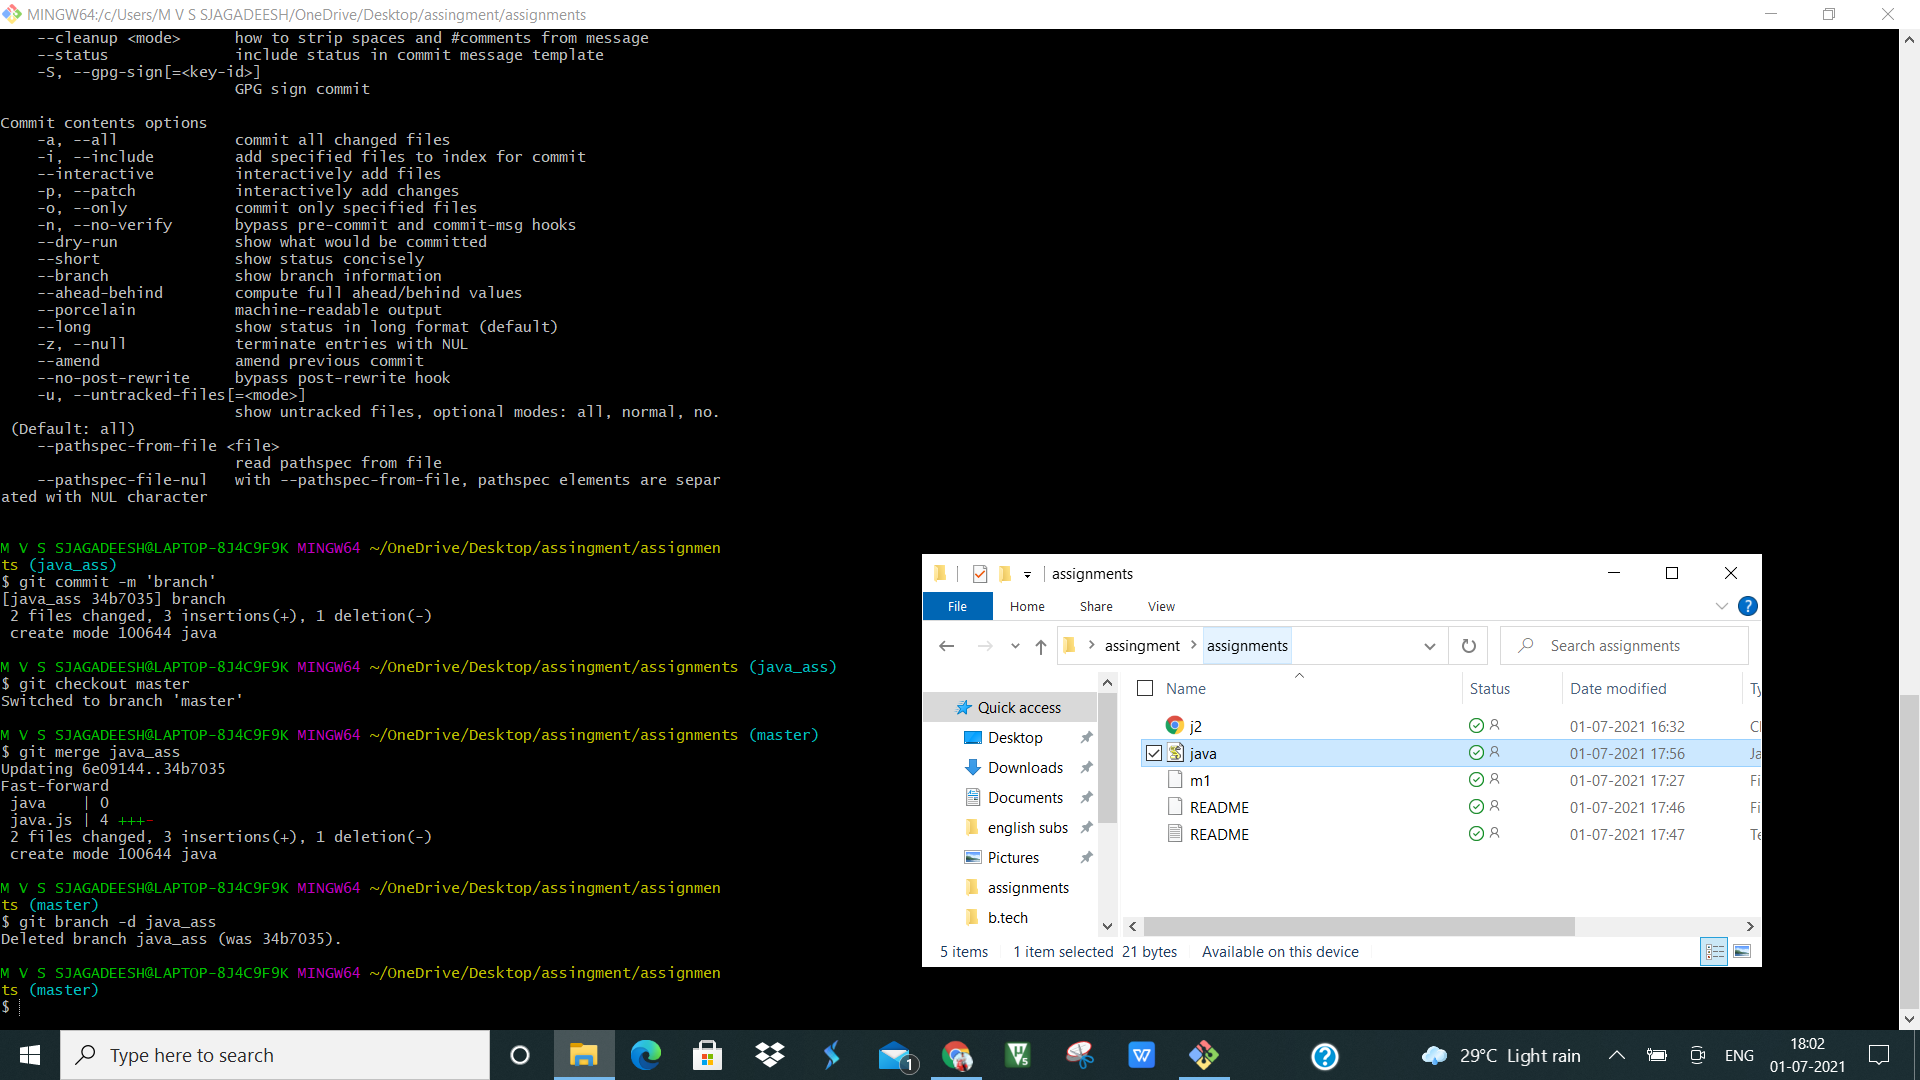 MINGW64:/c/Users/M V S SJAGADEESH/OneDrive/Desktop/assingment/assignments
--cleanup <mode>      how to strip spaces and #comments from message
--status              include status in commit message template
-S, --gpg-sign[=<key-id>]
GPG sign commit
Commit contents options
-a, --all             commit all changed files
-i, --include         add specified files to index for commit
--interactive         interactively add files
-p, --patch           interactively add changes
-o, --only            commit only specified files
-n, --no-verify       bypass pre-commit and commit-msg hooks
--dry-run             show what would be committed
--short               show status concisely
--branch              show branch information
--ahead-behind        compute full ahead/behind values
--porcelain           machine-readable output
--long                show status in long format (default)
-z, --null            terminate entries with NUL
--amend               amend previous commit
--no-post-rewrite     bypass post-rewrite hook
-u, --untracked-files[=<mode>]
show untracked files, optional modes: all, normal, no.
(Default: all)
--pathspec-from-file <file>
read pathspec from file
--pathspec-file-nul   with --pathspec-from-file, pathspec elements are separ
ated with NUL character
M V S SJAGADEESH@LAPTOP-8J4C9F9K MINGW64 ~/OneDrive/Desktop/assingment/assignmen
ts (java_ass)
$ git commit -m 'branch'
[java_ass 34b7035] branch
2 files changed, 3 insertions(+), 1 deletion(-)
create mode 100644 java
M V S SJAGADEESH@LAPTOP-8J4C9F9K MINGW64 ~/OneDrive/Desktop/assingment/assignments (java_ass)
$ git checkout master
Switched to branch 'master'
M V S SJAGADEESH@LAPTOP-8J4C9F9K MINGW64 ~/OneDrive/Desktop/assingment/assignments (master)
$ git merge java_ass
Updating 6e09144..34b7035
Fast-forward
java    | 0
java.js | 4 +++-
2 files changed, 3 insertions(+), 1 deletion(-)
create mode 100644 java
M V S SJAGADEESH@LAPTOP-8J4C9F9K MINGW64 ~/OneDrive/Desktop/assingment/assignmen
ts (master)
$ git branch -d java_ass
Deleted branch java_ass (was 34b7035).
M V S SJAGADEESH@LAPTOP-8J4C9F9K MINGW64 ~/OneDrive/Desktop/assingment/assignmen
ts (master)
$
assignments
File Home Share View
assingment > assignments
Search assignments
Quick access
Desktop
Downloads
Documents
english subs
Pictures
assignments
b.tech
Name Status Date modified Ty
j2 01-07-2021 16:32 Cl
java 01-07-2021 17:56 Ja
m1 01-07-2021 17:27 Fi
README 01-07-2021 17:46 Fi
README 01-07-2021 17:47 Te
5 items 1 item selected 21 bytes Available on this device
Type here to search
1
29°C Light rain
ENG
18:02
01-07-2021